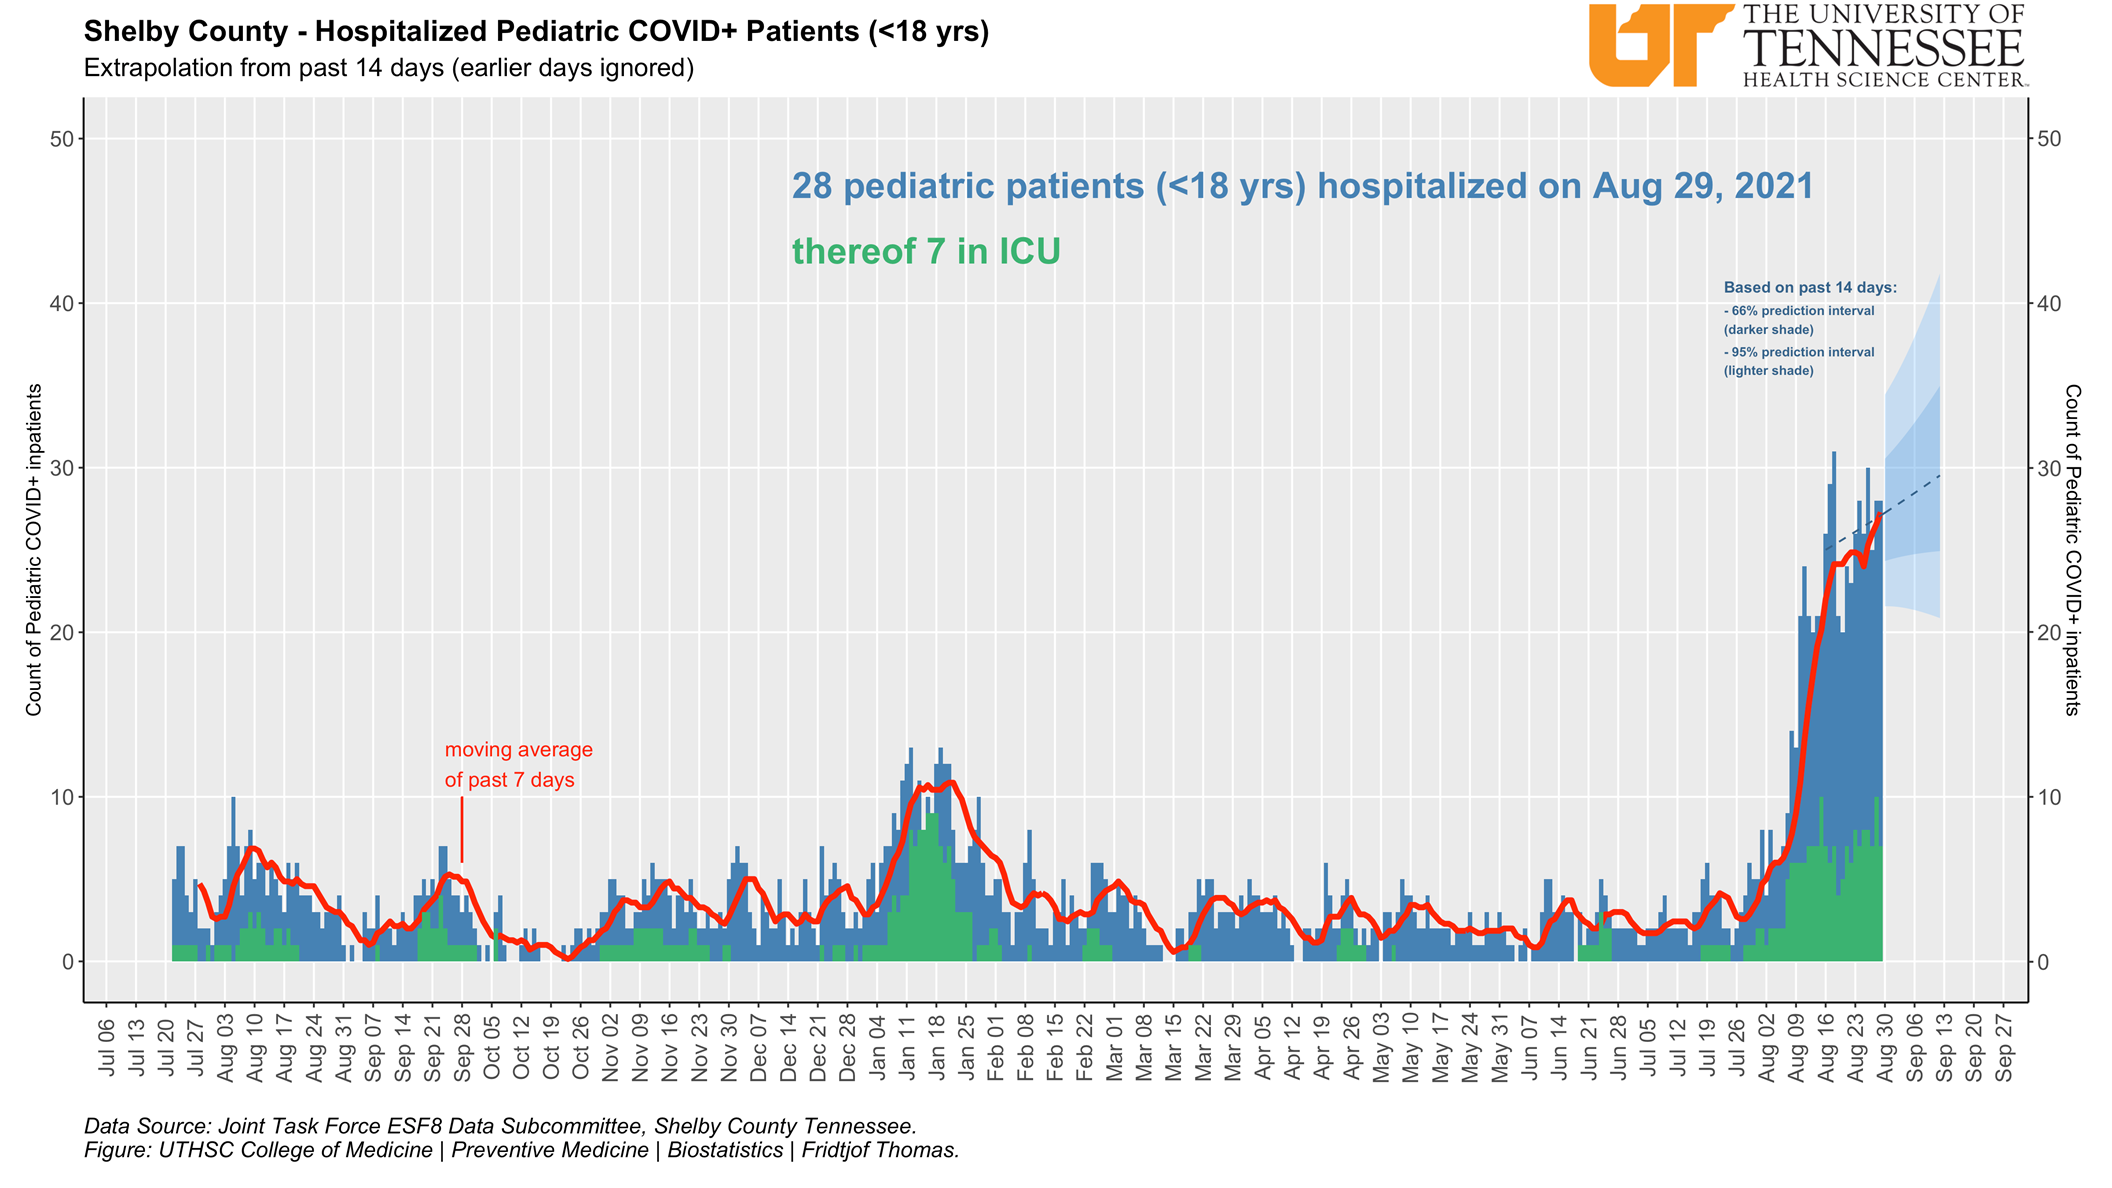 Shelby County - Hospitalized Pediatric COVID+ Patients (<18 yrs)
Extrapolation from past 14 days (earlier days ignored)
UT
THE UNIVERSITY OF
TENNESSEE
HEALTH SCIENCE CENTER
28 pediatric patients (<18 yrs) hospitalized on Aug 29, 2021
thereof 7 in ICU
Based on past 14 days:
- 66% prediction interval
(darker shade)
- 95% prediction interval
(lighter shade)
moving average
of past 7 days
Count of Pediatric COVID+ inpatients
50
40
30
20
10
0
50
40
30
20
10
0
Count of Pediatric COVID+ inpatients
Jul 06
Jul 13
Jul 20
Jul 27
Aug 03
Aug 10
Aug 17
Aug 24
Aug 31
Sep 07
Sep 14
Sep 21
Sep 28
Oct 05
Oct 12
Oct 19
Oct 26
Nov 02
Nov 09
Nov 16
Nov 23
Nov 30
Dec 07
Dec 14
Dec 21
Dec 28
Jan 04
Jan 11
Jan 18
Jan 25
Feb 01
Feb 08
Feb 15
Feb 22
Mar 01
Mar 08
Mar 15
Mar 22
Mar 29
Apr 05
Apr 12
Apr 19
Apr 26
May 03
May 10
May 17
May 24
May 31
Jun 07
Jun 14
Jun 21
Jun 28
Jul 05
Jul 12
Jul 19
Jul 26
Aug 02
Aug 09
Aug 16
Aug 23
Aug 30
Sep 06
Sep 13
Sep 20
Sep 27
Data Source: Joint Task Force ESF8 Data Subcommittee, Shelby County Tennessee.
Figure: UTHSC College of Medicine | Preventive Medicine | Biostatistics | Fridtjof Thomas.